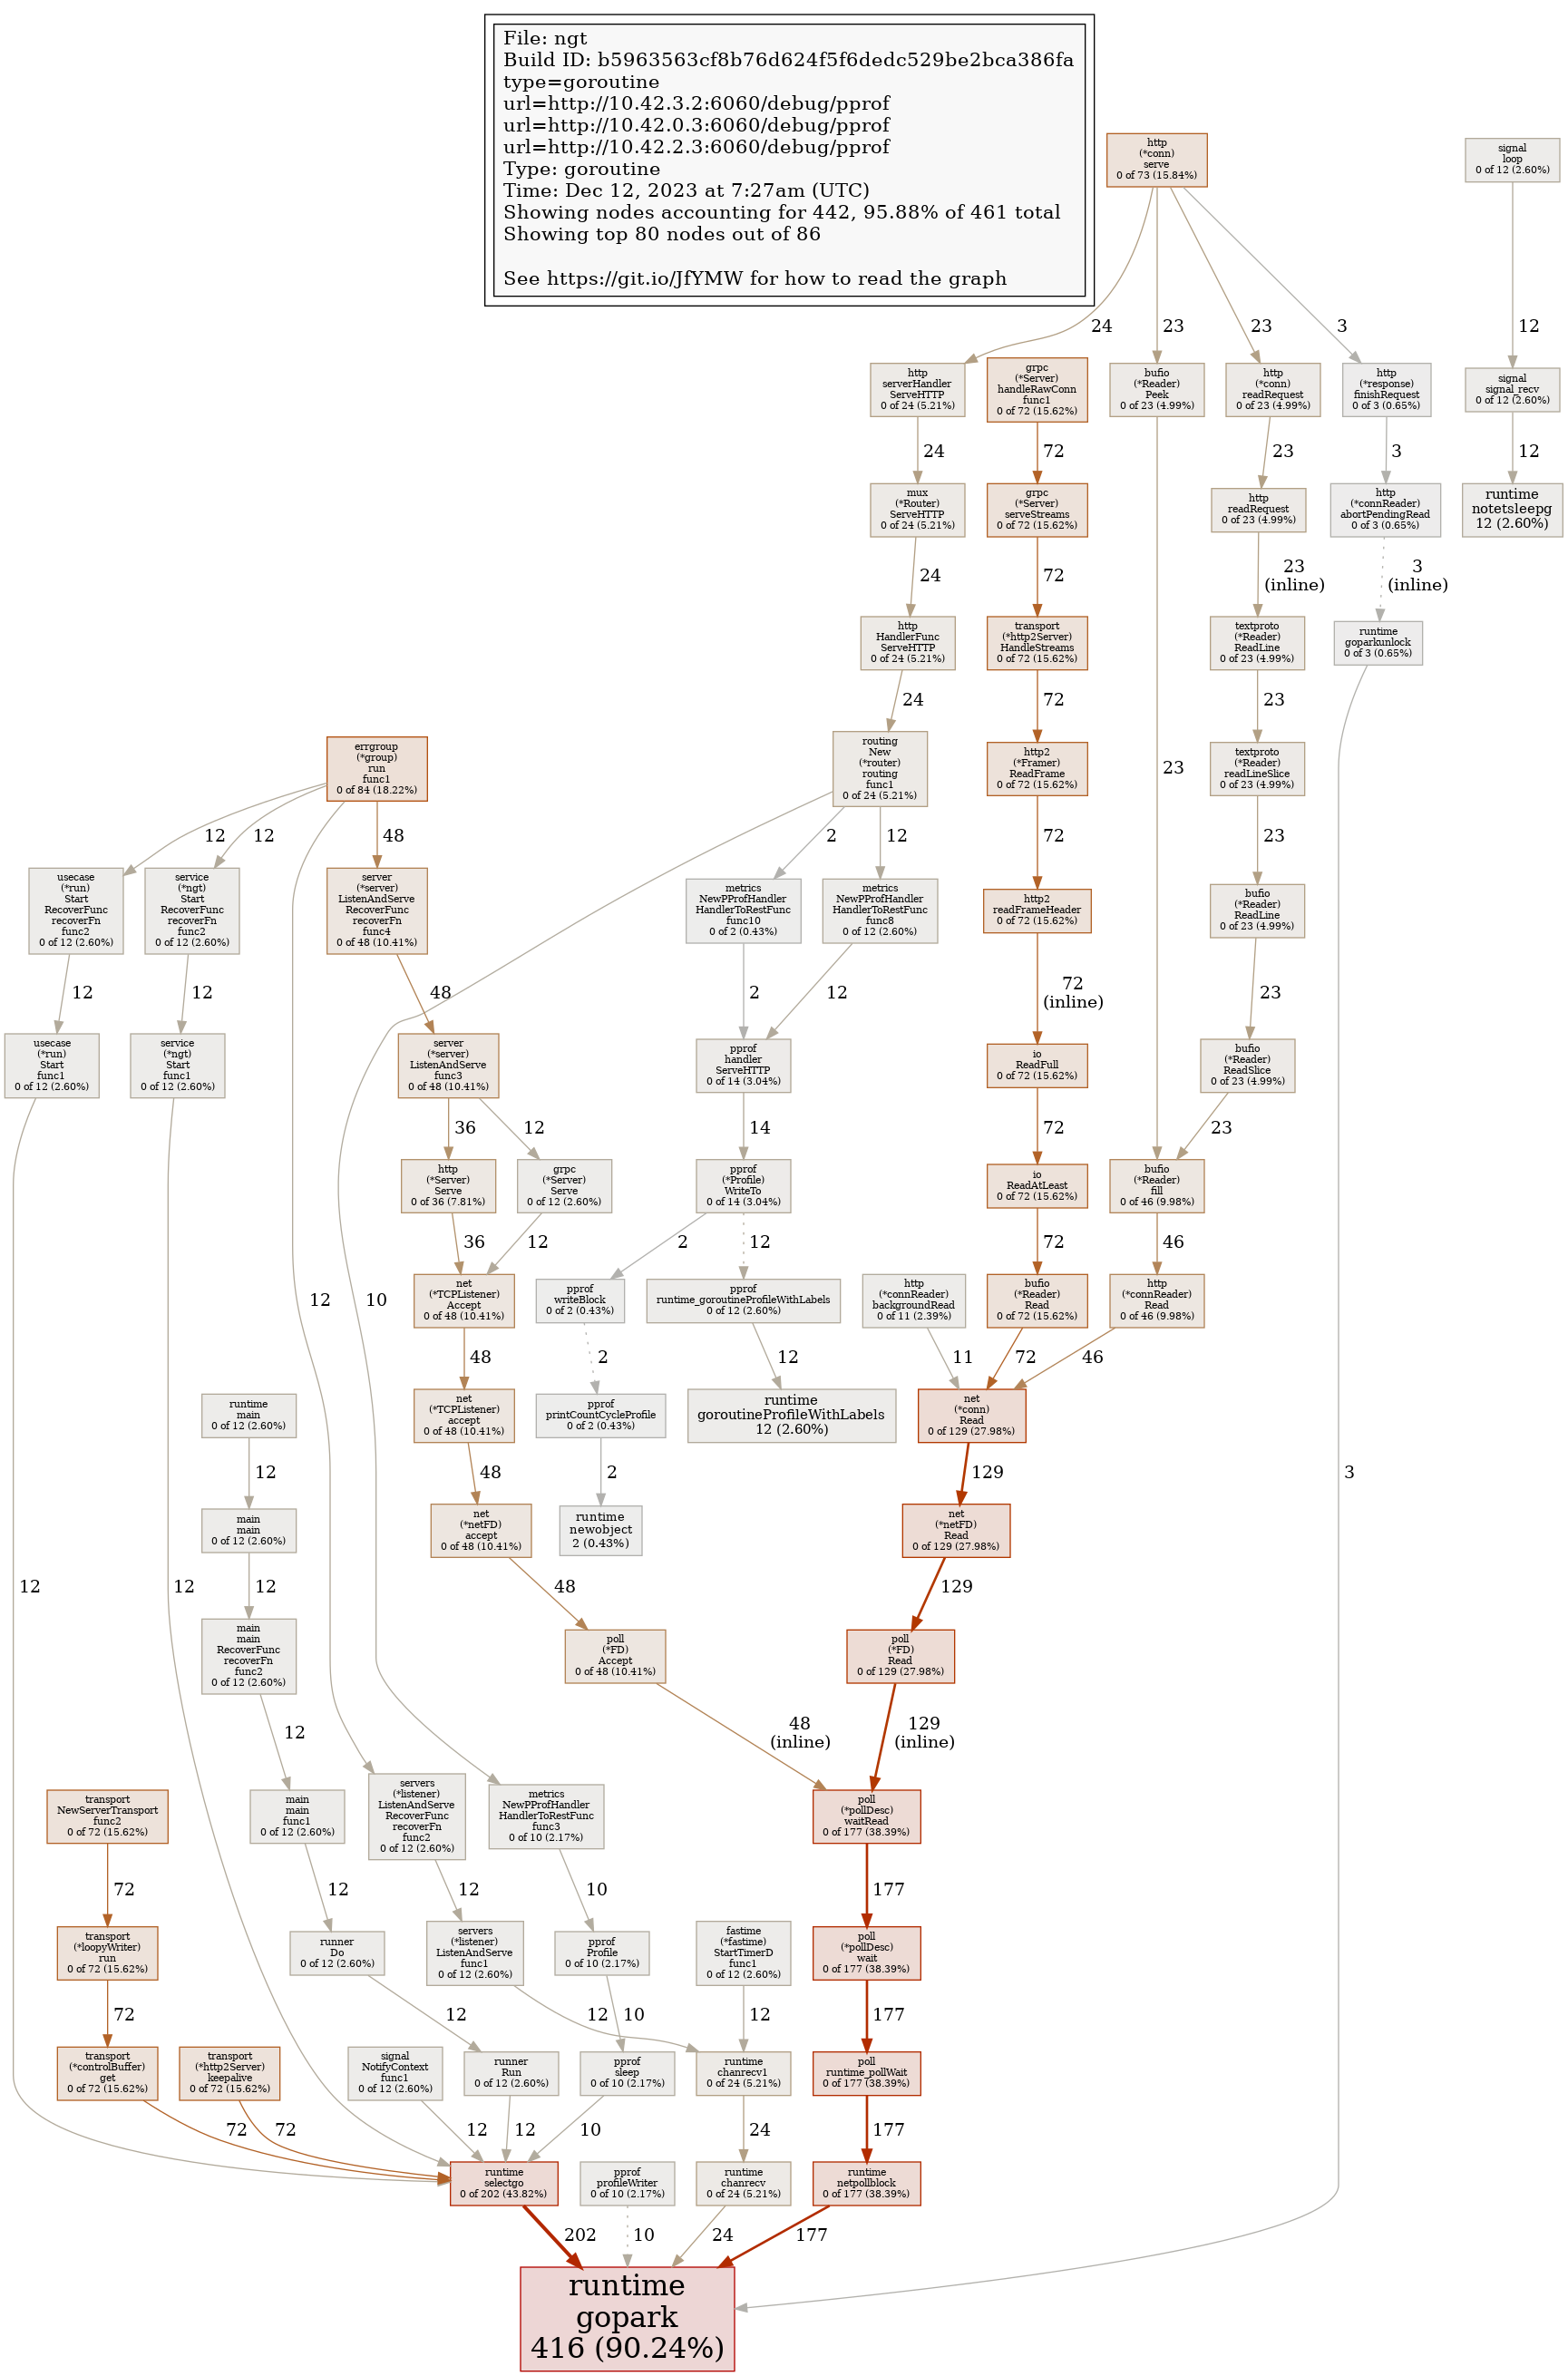 File: ngt
Build ID: b5963563cf8b76d624f5f6dedc529be2bca386fa
type=goroutine
url=http://10.42.3.2:6060/debug/pprof
url=http://10.42.0.3:6060/debug/pprof
url=http://10.42.2.3:6060/debug/pprof
Type: goroutine
Time: Dec 12, 2023 at 7:27am (UTC)
Showing nodes accounting for 442, 95.88% of 461 total
Showing top 80 nodes out of 86
See https://git.io/JfYMW for how to read the graph
http
(*conn)
serve
0 of 73 (15.84%)
signal
loop
0 of 12 (2.60%)
24
23
23
3
12
http
serverHandler
ServeHTTP
0 of 24 (5.21%)
grpc
(*Server)
handleRawConn
func1
0 of 72 (15.62%)
bufio
(*Reader)
Peek
0 of 23 (4.99%)
http
(*conn)
readRequest
0 of 23 (4.99%)
http
(*response)
finishRequest
0 of 3 (0.65%)
signal
signal_recv
0 of 12 (2.60%)
24
72
23
3
12
mux
(*Router)
ServeHTTP
0 of 24 (5.21%)
grpc
(*Server)
serveStreams
0 of 72 (15.62%)
http
readRequest
0 of 23 (4.99%)
http
(*connReader)
abortPendingRead
0 of 3 (0.65%)
runtime
notetsleepg
12 (2.60%)
24
72
23
(inline)
3
(inline)
http
HandlerFunc
ServeHTTP
0 of 24 (5.21%)
transport
(*http2Server)
HandleStreams
0 of 72 (15.62%)
textproto
(*Reader)
ReadLine
0 of 23 (4.99%)
runtime
goparkunlock
0 of 3 (0.65%)
24
72
23
errgroup
(*group)
run
func1
0 of 84 (18.22%)
routing
New
(*router)
routing
func1
0 of 24 (5.21%)
http2
(*Framer)
ReadFrame
0 of 72 (15.62%)
23
textproto
(*Reader)
readLineSlice
0 of 23 (4.99%)
12
12
48
2
12
72
23
usecase
(*run)
Start
RecoverFunc
recoverFn
func2
0 of 12 (2.60%)
service
(*ngt)
Start
RecoverFunc
recoverFn
func2
0 of 12 (2.60%)
server
(*server)
ListenAndServe
RecoverFunc
recoverFn
func4
0 of 48 (10.41%)
metrics
NewPProfHandler
HandlerToRestFunc
func10
0 of 2 (0.43%)
metrics
NewPProfHandler
HandlerToRestFunc
func8
0 of 12 (2.60%)
http2
readFrameHeader
0 of 72 (15.62%)
bufio
(*Reader)
ReadLine
0 of 23 (4.99%)
12
12
48
2
12
72
(inline)
23
usecase
(*run)
Start
func1
0 of 12 (2.60%)
service
(*ngt)
Start
func1
0 of 12 (2.60%)
server
(*server)
ListenAndServe
func3
0 of 48 (10.41%)
pprof
handler
ServeHTTP
0 of 14 (3.04%)
io
ReadFull
0 of 72 (15.62%)
bufio
(*Reader)
ReadSlice
0 of 23 (4.99%)
36
12
14
72
23
http
(*Server)
Serve
0 of 36 (7.81%)
grpc
(*Server)
Serve
0 of 12 (2.60%)
pprof
(*Profile)
WriteTo
0 of 14 (3.04%)
io
ReadAtLeast
0 of 72 (15.62%)
bufio
(*Reader)
fill
0 of 46 (9.98%)
36
12
2
12
72
46
12
10
net
(*TCPListener)
Accept
0 of 48 (10.41%)
pprof
writeBlock
0 of 2 (0.43%)
pprof
runtime_goroutineProfileWithLabels
0 of 12 (2.60%)
http
(*connReader)
backgroundRead
0 of 11 (2.39%)
bufio
(*Reader)
Read
0 of 72 (15.62%)
http
(*connReader)
Read
0 of 46 (9.98%)
48
2
12
11
72
46
runtime
main
0 of 12 (2.60%)
net
(*TCPListener)
accept
0 of 48 (10.41%)
pprof
printCountCycleProfile
0 of 2 (0.43%)
runtime
goroutineProfileWithLabels
12 (2.60%)
net
(*conn)
Read
0 of 129 (27.98%)
12
48
2
129
3
main
main
0 of 12 (2.60%)
net
(*netFD)
accept
0 of 48 (10.41%)
runtime
newobject
2 (0.43%)
net
(*netFD)
Read
0 of 129 (27.98%)
12
12
12
48
129
main
main
RecoverFunc
recoverFn
func2
0 of 12 (2.60%)
poll
(*FD)
Accept
0 of 48 (10.41%)
poll
(*FD)
Read
0 of 129 (27.98%)
12
48
(inline)
129
(inline)
transport
NewServerTransport
func2
0 of 72 (15.62%)
main
main
func1
0 of 12 (2.60%)
servers
(*listener)
ListenAndServe
RecoverFunc
recoverFn
func2
0 of 12 (2.60%)
metrics
NewPProfHandler
HandlerToRestFunc
func3
0 of 10 (2.17%)
poll
(*pollDesc)
waitRead
0 of 177 (38.39%)
72
12
12
10
177
transport
(*loopyWriter)
run
0 of 72 (15.62%)
runner
Do
0 of 12 (2.60%)
servers
(*listener)
ListenAndServe
func1
0 of 12 (2.60%)
pprof
Profile
0 of 10 (2.17%)
fastime
(*fastime)
StartTimerD
func1
0 of 12 (2.60%)
poll
(*pollDesc)
wait
0 of 177 (38.39%)
72
12
12
10
12
177
transport
(*controlBuffer)
get
0 of 72 (15.62%)
transport
(*http2Server)
keepalive
0 of 72 (15.62%)
signal
NotifyContext
func1
0 of 12 (2.60%)
runner
Run
0 of 12 (2.60%)
pprof
sleep
0 of 10 (2.17%)
runtime
chanrecv1
0 of 24 (5.21%)
poll
runtime_pollWait
0 of 177 (38.39%)
72
72
12
12
10
24
177
runtime
selectgo
0 of 202 (43.82%)
pprof
profileWriter
0 of 10 (2.17%)
runtime
chanrecv
0 of 24 (5.21%)
runtime
netpollblock
0 of 177 (38.39%)
202
10
24
177
runtime
gopark
416 (90.24%)